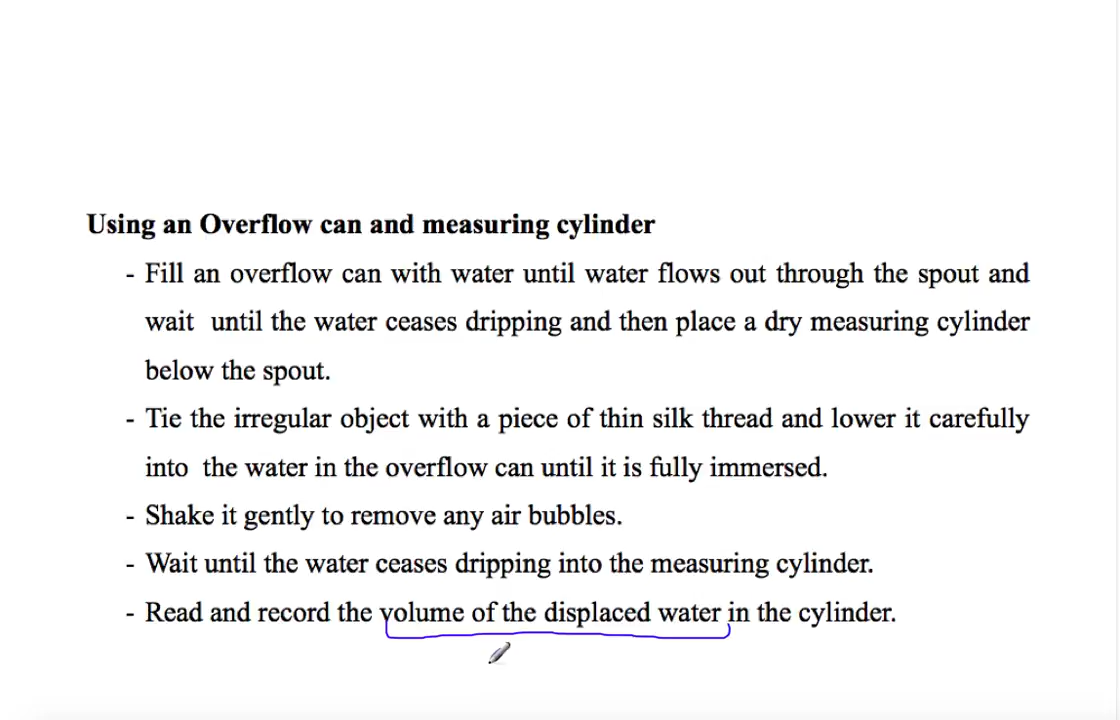 Using an Overflow can and measuring cylinder
- Fill an overflow can with water until water flows out through the spout and
wait until the water ceases dripping and then place a dry measuring cylinder
below the spout.
- Tie the irregular object with a piece of thin silk thread and lower it carefully
into the water in the overflow can until it is fully immersed.
- Shake it gently to remove any air bubbles.
- Wait until the water ceases dripping into the measuring cylinder.
- Read and record the volume of the displaced water in the cylinder.